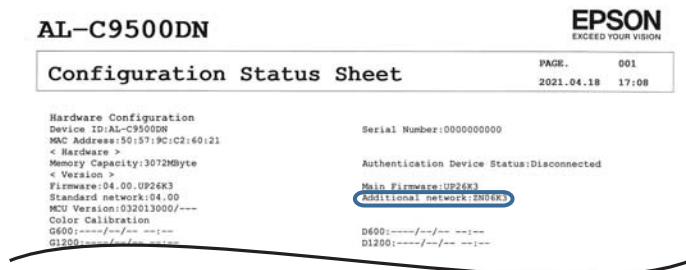 AL-C9500DN
EPSON
EXCEED YOUR VISION
Configuration Status Sheet
PAGE. 001
2021.04.18 17:08
Hardware Configuration
Device ID:AL-C9500DN
Serial Number:0000000000
MAC Address:50:57:9C:C2:60:21
< Hardware >
Memory Capacity:3072MByte
Authentication Device Status:Disconnected
< Version >
Firmware:04.00.UP26K3
Main Firmware:UP26K3
Standard network:04.00
Additional network:ZN06K3
MCU Version:032013000/---
Color Calibration
G600:----/--/-- --:--
D600:----/--/-- --:--
G1200:----/--/-- --:--
D1200:----/--/-- --:--